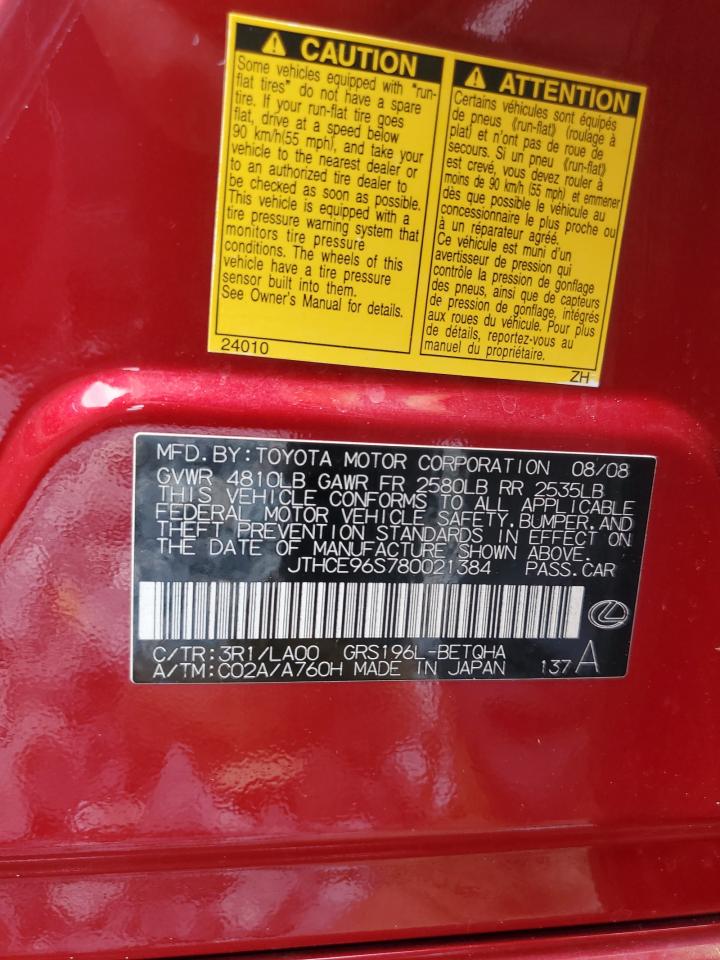 CAUTION
Some vehicles equipped with "run-
flat tires" do not have a spare
tire. If your run-flat tire goes
flat, drive at a speed below
90 km/h(55 mph), and take your
vehicle to the nearest dealer or
to an authorized tire dealer to
be checked as soon as possible.
This vehicle is equipped with a
tire pressure warning system that
monitors tire pressure
conditions. The wheels of this
vehicle have a tire pressure
sensor built into them.
See Owner's Manual for details.
24010
ATTENTION
Certains véhicules sont équipés
de pneus《run-flat》(roulage à
plat) et n'ont pas de roue de
secours. Si un pneu《run-flat》
est crevé, vous devez rouler à
moins de 90 km/h (55 mph) et emmener
dès que possible le véhicule au
concessionnaire le plus proche ou
à un réparateur agréé.
Ce véhicule est muni d'un
avertisseur de pression qui
contrôle la pression de gonflage
des pneus, ainsi que de capteurs
de pression de gonflage, intégrés
aux roues du véhicule. Pour plus
de détails, reportez-vous au
manuel du propriétaire.
ZH
MFD.BY:TOYOTA MOTOR CORPORATION 08/08
GVWR 4810LB GAWR FR 2580LB RR 2535LB
THIS VEHICLE CONFORMS TO ALL APPLICABLE
FEDERAL MOTOR VEHICLE SAFETY,BUMPER,AND
THEFT PREVENTION STANDARDS IN EFFECT ON
THE DATE OF MANUFACTURE SHOWN ABOVE.
JTHCE96S780021384 PASS.CAR
C/TR:3R1/LA00 GRS196L-BETQHA
A/TM:C02A/A760H MADE IN JAPAN 137 A